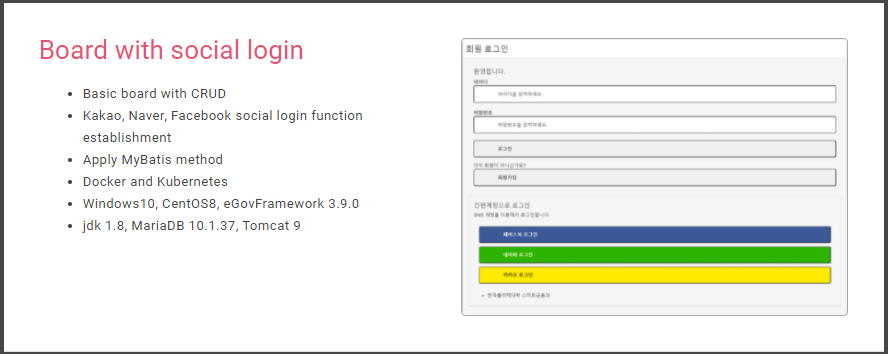 Board with social login
Basic board with CRUD
Kakao, Naver, Facebook social login function
establishment
Apply MyBatis method
Docker and Kubernetes
Windows10, CentOS8, eGovFramework 3.9.0
jdk 1.8, MariaDB 10.1.37, Tomcat 9
회원 로그인
환영합니다.
아이디
아이디을 입력하세요.
비밀번호
비밀번호을 입력하세요.
로그인
아직 회원이 아니신가요?
회원가입
간편계정으로 로그인
SNS 계정을 이용해서 로그인합니다.
페이스북 로그인
네이버 로그인
카카오 로그인